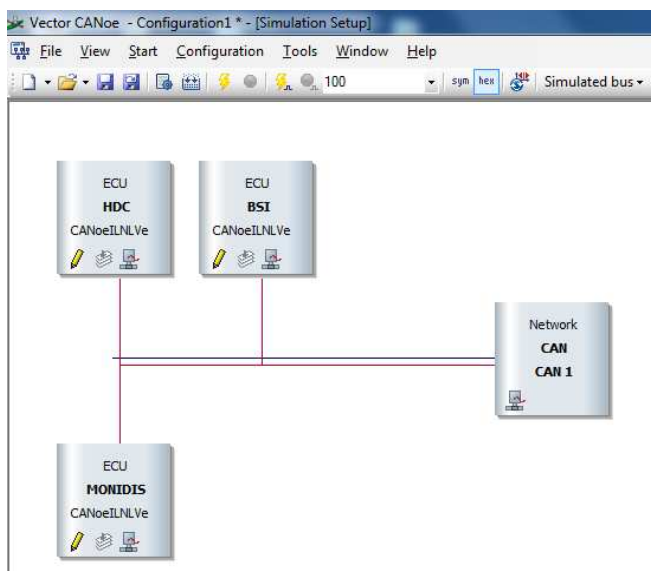 Vector CANoe - Configuration1 * - [Simulation Setup]
File View Start Configuration Tools Window Help
100 sym hex Simulated bus
ECU
HDC
CANoeILNLVe
ECU
BSI
CANoeILNLVe
Network
CAN
CAN 1
ECU
MONIDIS
CANoeILNLVe